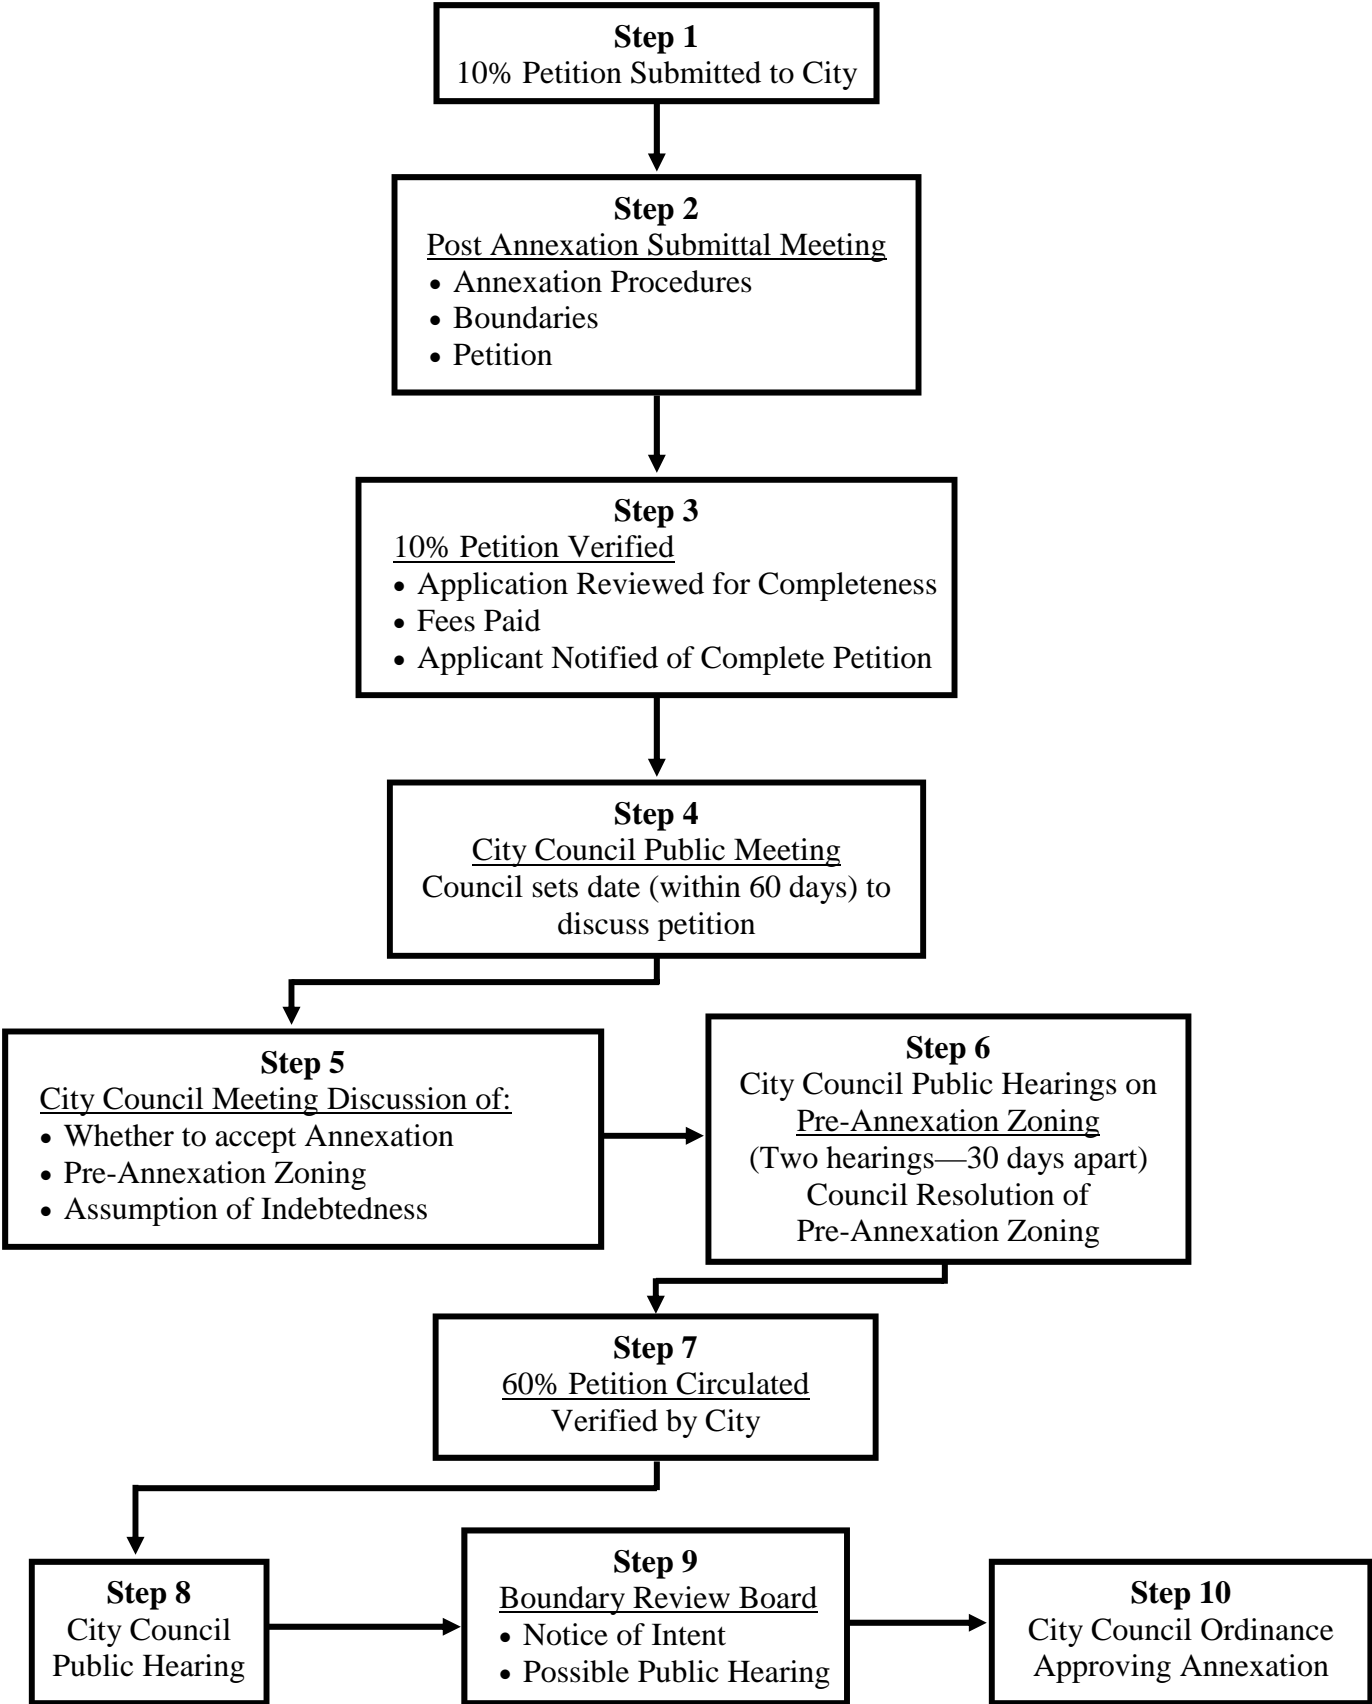 Step 1
10% Petition Submitted to City
Step 2
Post Annexation Submittal Meeting
• Annexation Procedures
• Boundaries
• Petition
Step 3
10% Petition Verified
• Application Reviewed for Completeness
• Fees Paid
• Applicant Notified of Complete Petition
Step 4
City Council Public Meeting
Council sets date (within 60 days) to
discuss petition
Step 5
City Council Meeting Discussion of:
• Whether to accept Annexation
• Pre-Annexation Zoning
• Assumption of Indebtedness
Step 6
City Council Public Hearings on
Pre-Annexation Zoning
(Two hearings—30 days apart)
Council Resolution of
Pre-Annexation Zoning
Step 7
60% Petition Circulated
Verified by City
Step 8
City Council
Public Hearing
Step 9
Boundary Review Board
• Notice of Intent
• Possible Public Hearing
Step 10
City Council Ordinance
Approving Annexation